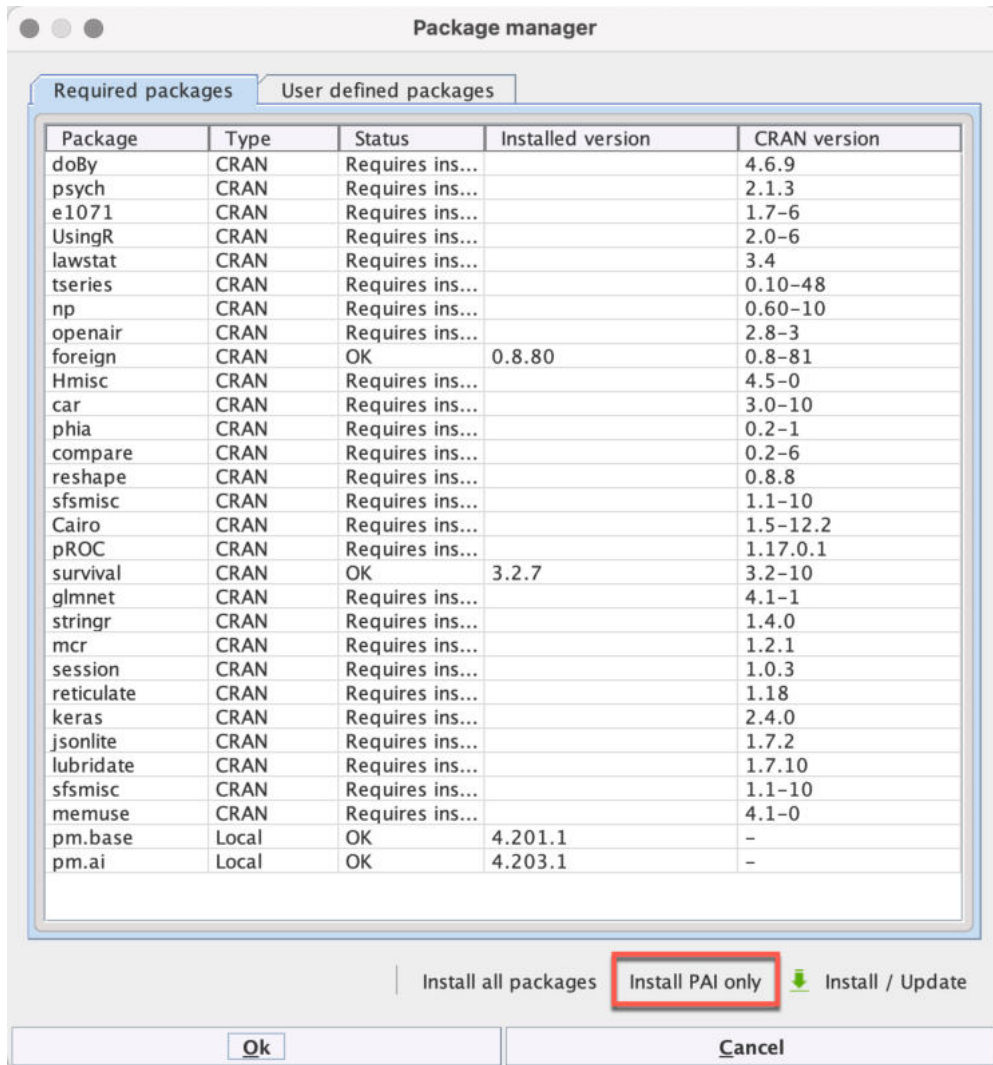 Package manager
Required packages User defined packages
Package Type Status Installed version CRAN version
doBy CRAN Requires ins... 4.6.9
psych CRAN Requires ins... 2.1.3
e1071 CRAN Requires ins... 1.7-6
UsingR CRAN Requires ins... 2.0-6
lawstat CRAN Requires ins... 3.4
tseries CRAN Requires ins... 0.10-48
np CRAN Requires ins... 0.60-10
openair CRAN Requires ins... 2.8-3
foreign CRAN OK 0.8.80 0.8-81
Hmisc CRAN Requires ins... 4.5-0
car CRAN Requires ins... 3.0-10
phia CRAN Requires ins... 0.2-1
compare CRAN Requires ins... 0.2-6
reshape CRAN Requires ins... 0.8.8
sfsmisc CRAN Requires ins... 1.1-10
Cairo CRAN Requires ins... 1.5-12.2
pROC CRAN Requires ins... 1.17.0.1
survival CRAN OK 3.2.7 3.2-10
glmnet CRAN Requires ins... 4.1-1
stringr CRAN Requires ins... 1.4.0
mcr CRAN Requires ins... 1.2.1
session CRAN Requires ins... 1.0.3
reticulate CRAN Requires ins... 1.18
keras CRAN Requires ins... 2.4.0
jsonlite CRAN Requires ins... 1.7.2
lubridate CRAN Requires ins... 1.7.10
sfsmisc CRAN Requires ins... 1.1-10
memuse CRAN Requires ins... 4.1-0
pm.base Local OK 4.201.1 -
pm.ai Local OK 4.203.1 -
Install all packages Install PAI only Install / Update
Ok Cancel